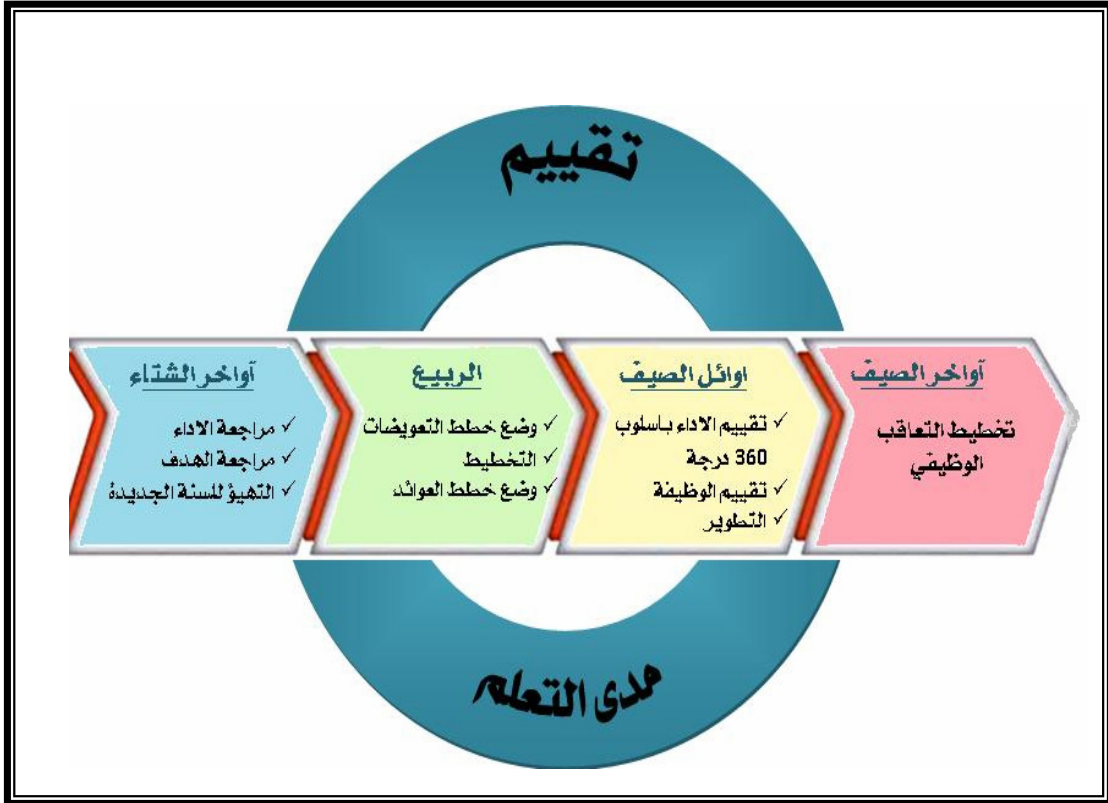 تقييم
آواخر الشتاء
مراجعة الاداء
مراجعة الهدف
التهيؤ للسنة الجديدة
الربيع
وضع خطط التعويضات
التخطيط
وضع خطط العوائد
اوائل الصيف
تقييم الاداء باسلوب
360 درجة
تقييم الوظيفة
التطوير
آواخر الصيف
تخطيط التعاقب
الوظيفي
مدى التعلم